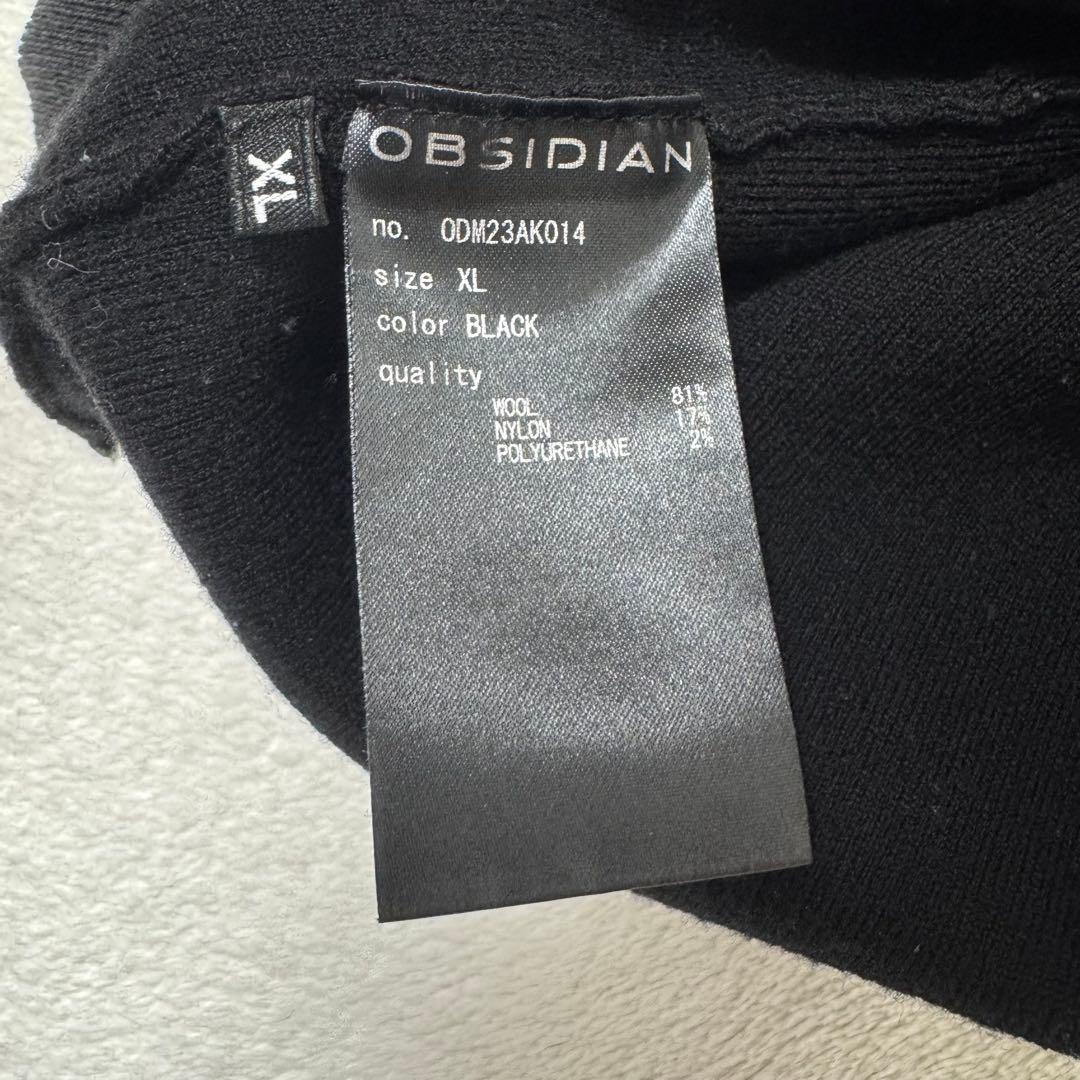 XL
OBSIDIAN
no. ODM23AK014
size XL
color BLACK
quality
WOOL 81%
NYLON 17%
POLYURETHANE 2%